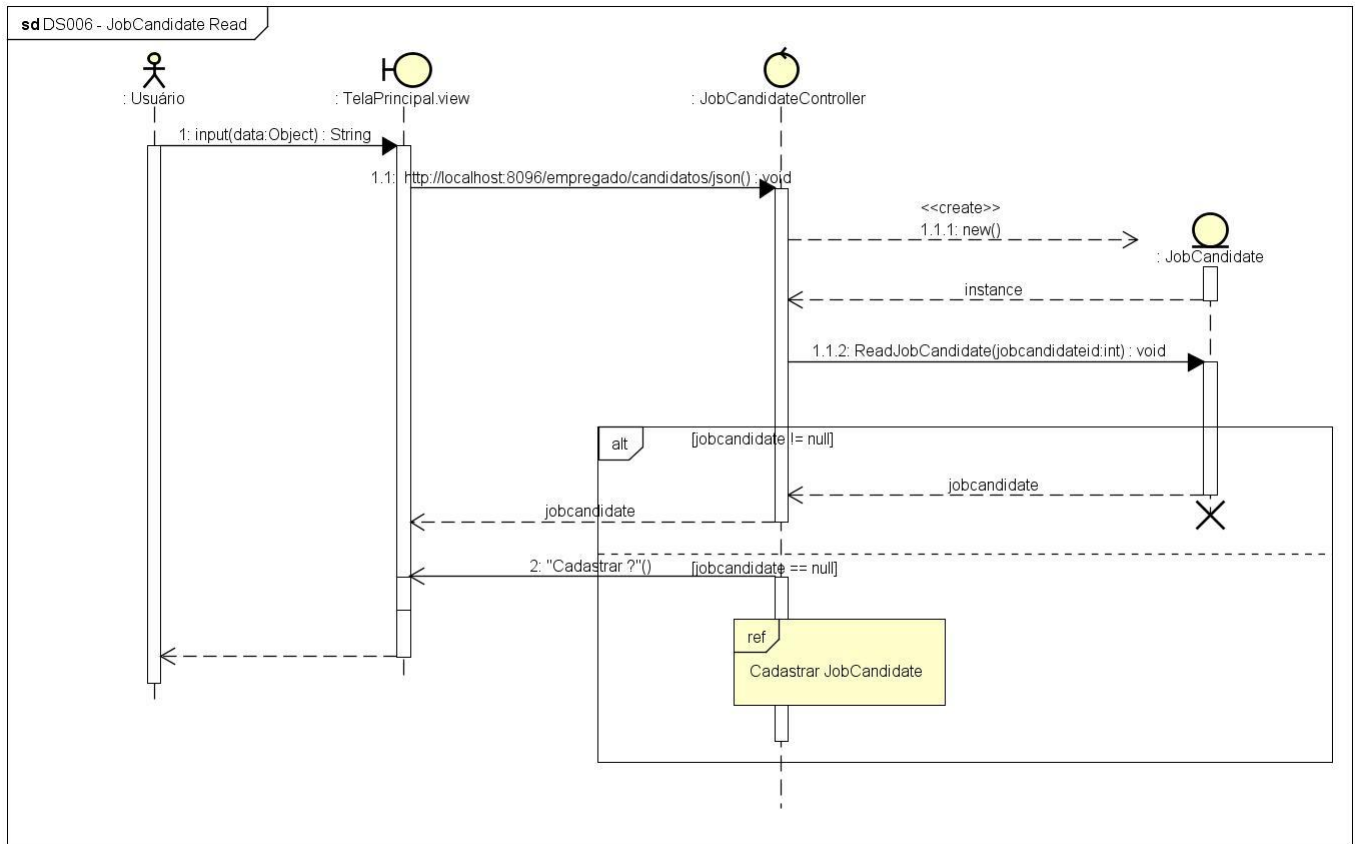 sd DS006 - JobCandidate Read
: Usuário
: TelaPrincipal.view
: JobCandidateController
1: input(data:Object) : String
1.1: http://localhost:8096/empregado/candidatos/json() : void
<<create>>
1.1.1: new()
: JobCandidate
instance
1.1.2: ReadJobCandidate(jobcandidateid:int) : void
alt
[jobcandidate != null]
jobcandidate
jobcandidate
2: "Cadastrar ?"()
[jobcandidate == null]
ref
Cadastrar JobCandidate